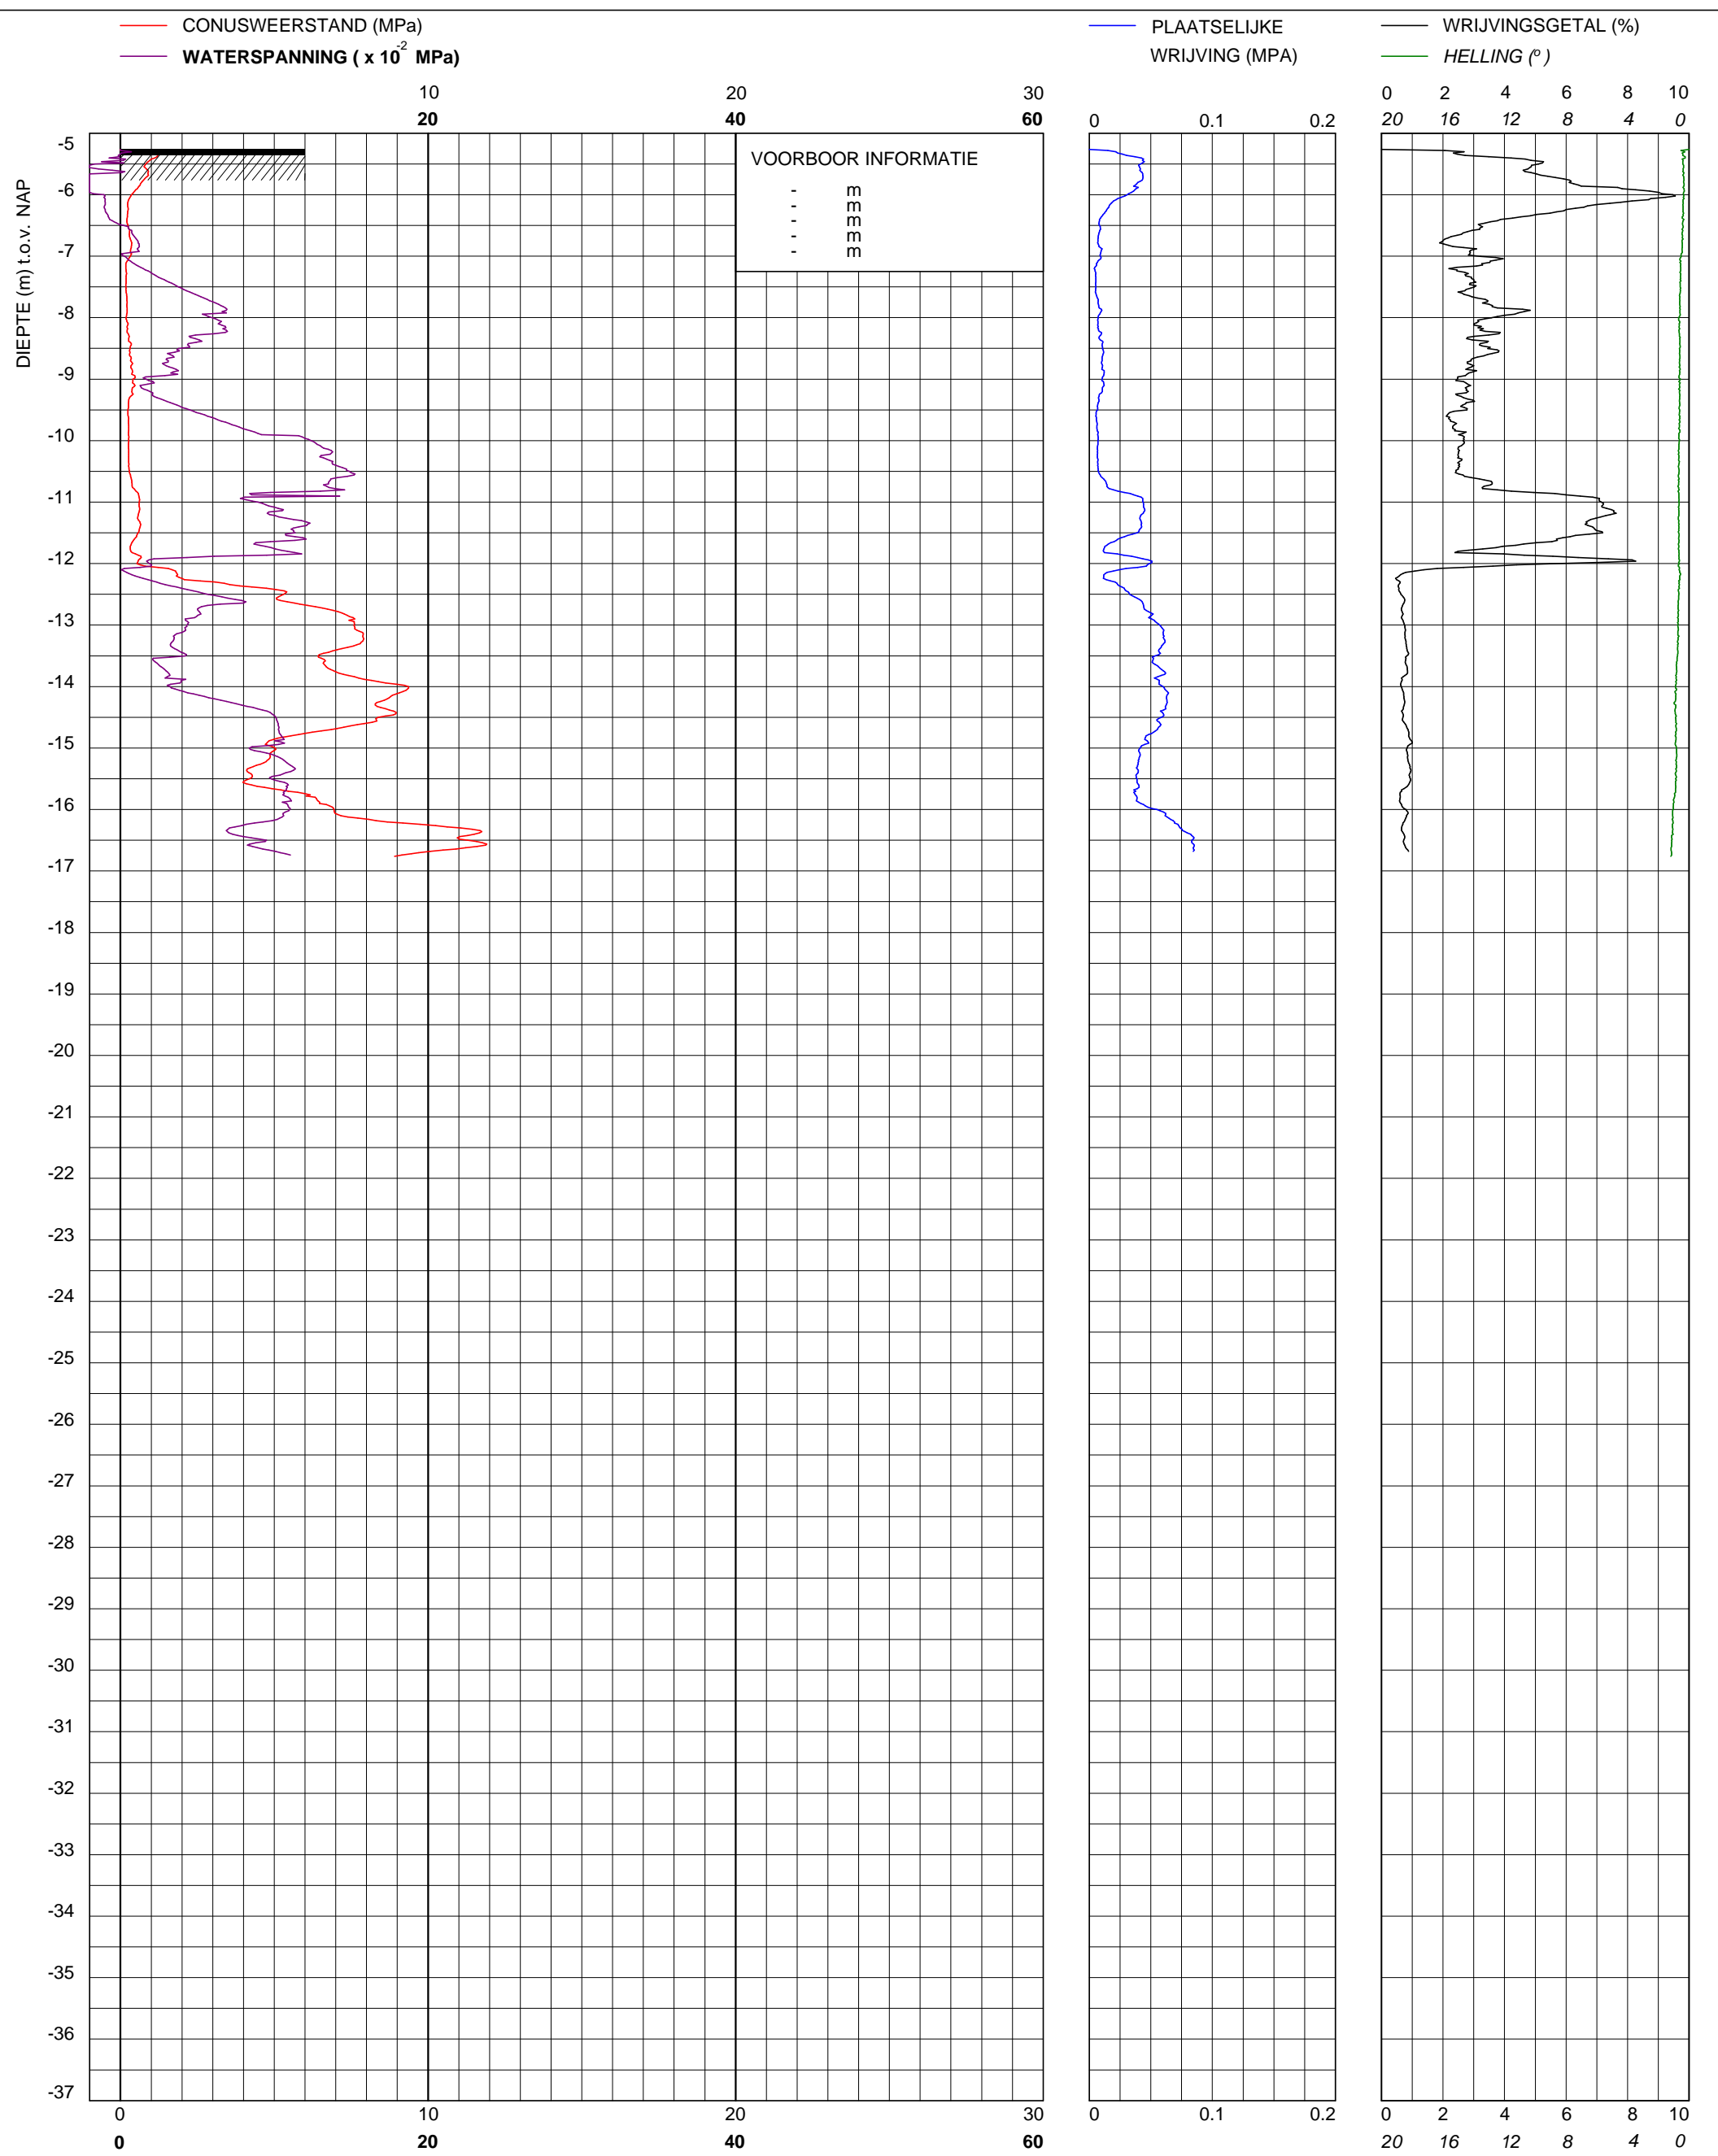 CONUSWEERSTAND (MPa)
WATERSPANNING ( x 10-2 MPa)
PLAATSELIJKE
WRIJVING (MPA)
WRIJVINGSGETAL (%)
HELLING (º )
10 20 30
20 40 60
0 0.1 0.2
0 2 4 6 8 10
20 16 12 8 4 0
DIEPTE (m) t.o.v. NAP
VOORBOOR INFORMATIE
- m
- m
- m
- m
- m
-5
-6
-7
-8
-9
-10
-11
-12
-13
-14
-15
-16
-17
-18
-19
-20
-21
-22
-23
-24
-25
-26
-27
-28
-29
-30
-31
-32
-33
-34
-35
-36
-37
0 10 20 30
0 20 40 60
0 0.1 0.2
0 2 4 6 8 10
20 16 12 8 4 0